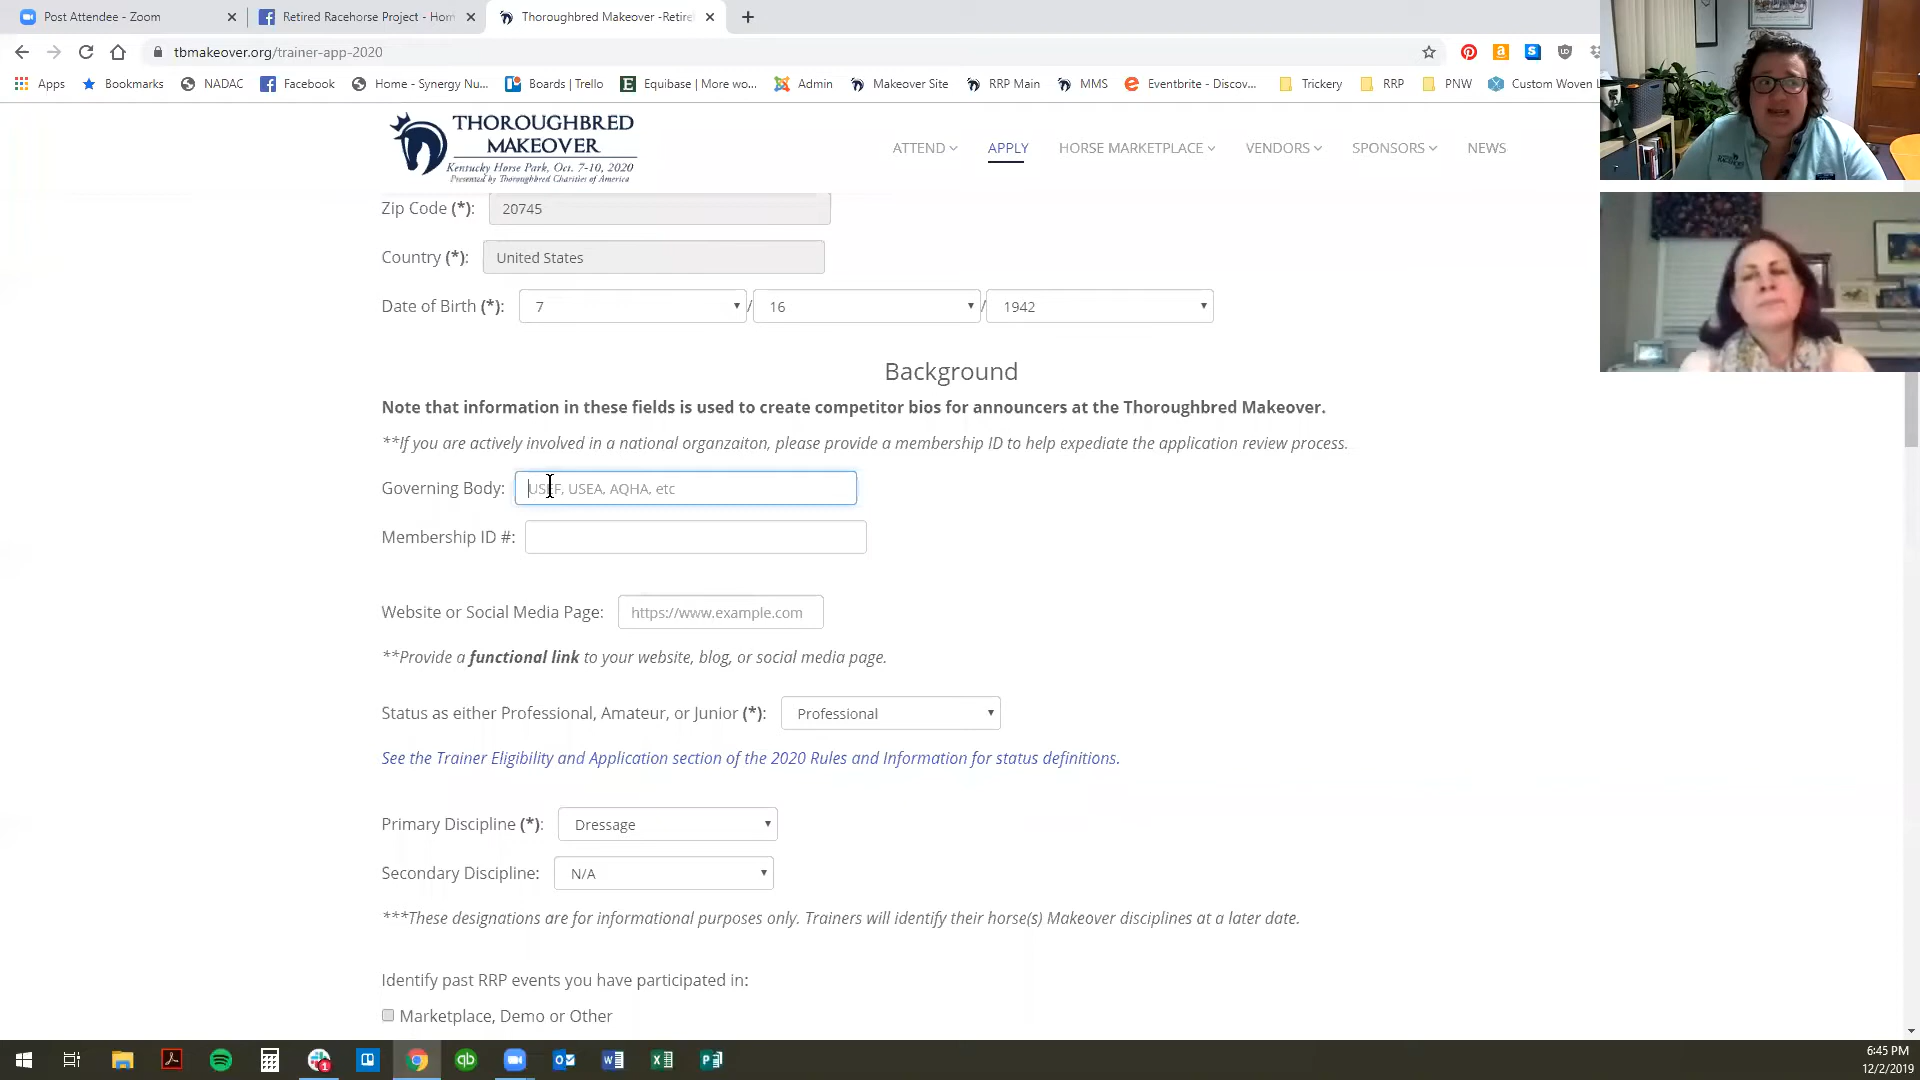 Post Attendee - Zoom
Retired Racehorse Project - Hom
Thoroughbred Makeover -Retire
tbmakeover.org/trainer-app-2020
Apps
Bookmarks
NADAC
Facebook
Home - Synergy Nu...
Boards | Trello
Equibase | More wo...
Admin
Makeover Site
RRP Main
MMS
Eventbrite - Discov...
Trickery
RRP
PNW
Custom Woven L
THOROUGHBRED
MAKEOVER
Kentucky Horse Park, Oct. 7-10, 2020
Presented by Thoroughbred Charities of America
ATTEND
APPLY
HORSE MARKETPLACE
VENDORS
SPONSORS
NEWS
Zip Code (*): 20745
Country (*): United States
Date of Birth (*): 7 / 16 / 1942
Background
Note that information in these fields is used to create competitor bios for announcers at the Thoroughbred Makeover.
**If you are actively involved in a national organzaiton, please provide a membership ID to help expediate the application review process.
Governing Body: USEF, USEA, AQHA, etc
Membership ID #:
Website or Social Media Page: https://www.example.com
**Provide a functional link to your website, blog, or social media page.
Status as either Professional, Amateur, or Junior (*): Professional
See the Trainer Eligibility and Application section of the 2020 Rules and Information for status definitions.
Primary Discipline (*): Dressage
Secondary Discipline: N/A
***These designations are for informational purposes only. Trainers will identify their horse(s) Makeover disciplines at a later date.
Identify past RRP events you have participated in:
Marketplace, Demo or Other
6:45 PM
12/2/2019